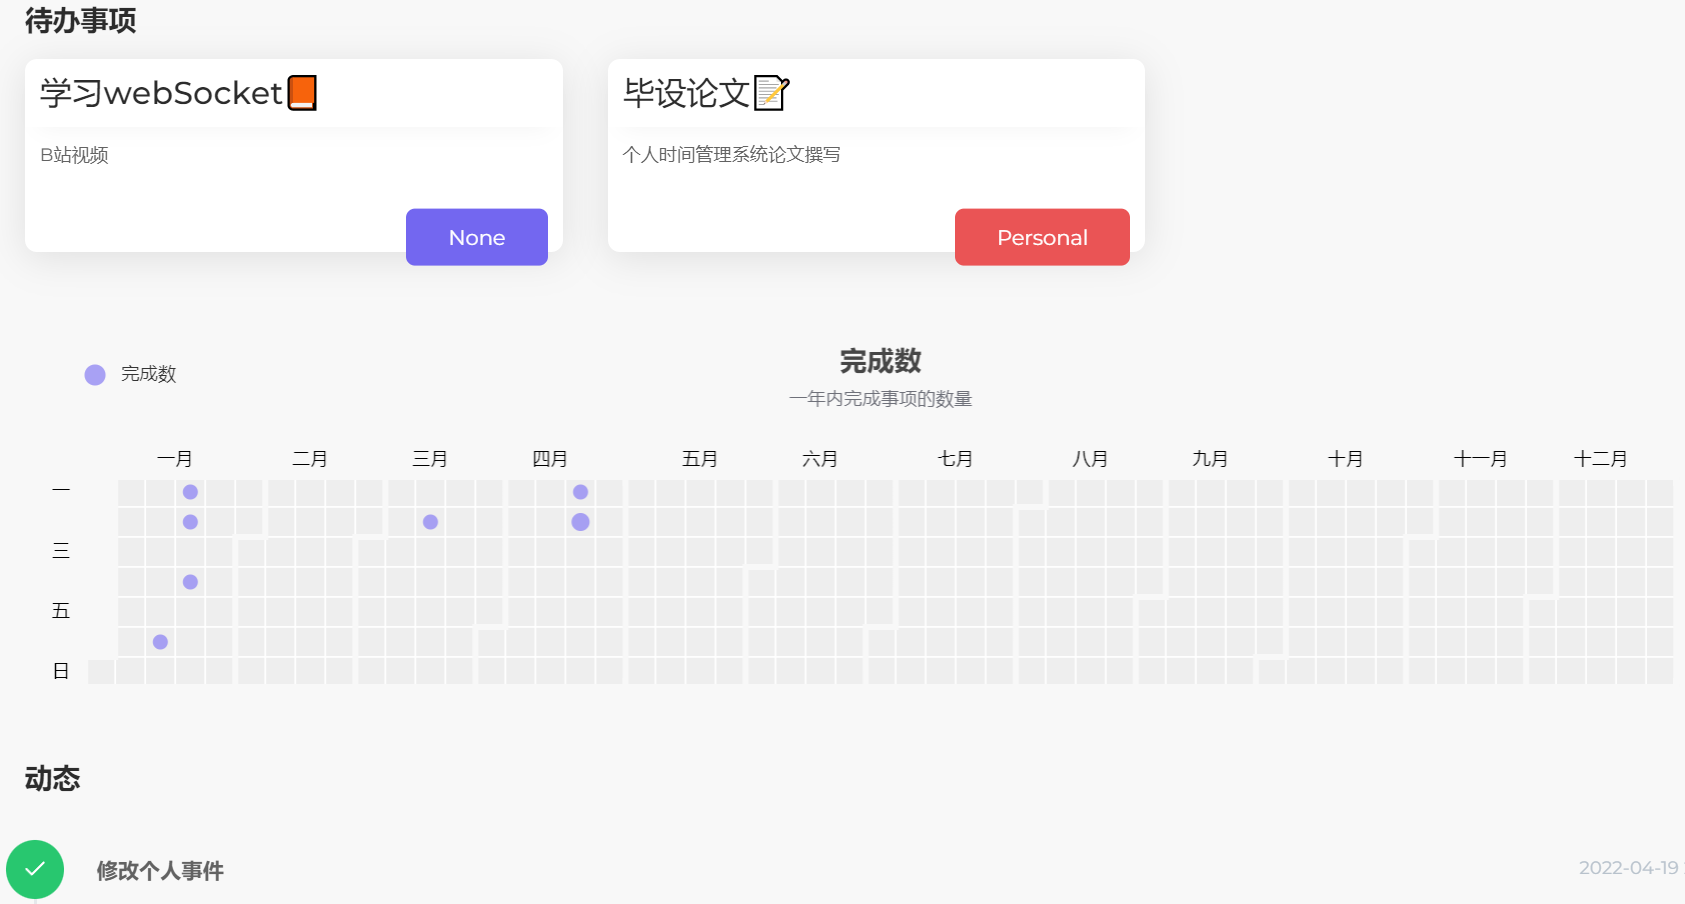 待办事项
学习webSocket📙
B站视频
None
毕设论文📝
个人时间管理系统论文撰写
Personal
完成数
完成数
一年内完成事项的数量
一月 二月 三月 四月 五月 六月 七月 八月 九月 十月 十一月 十二月
一
三
五
日
动态
修改个人事件
2022-04-19